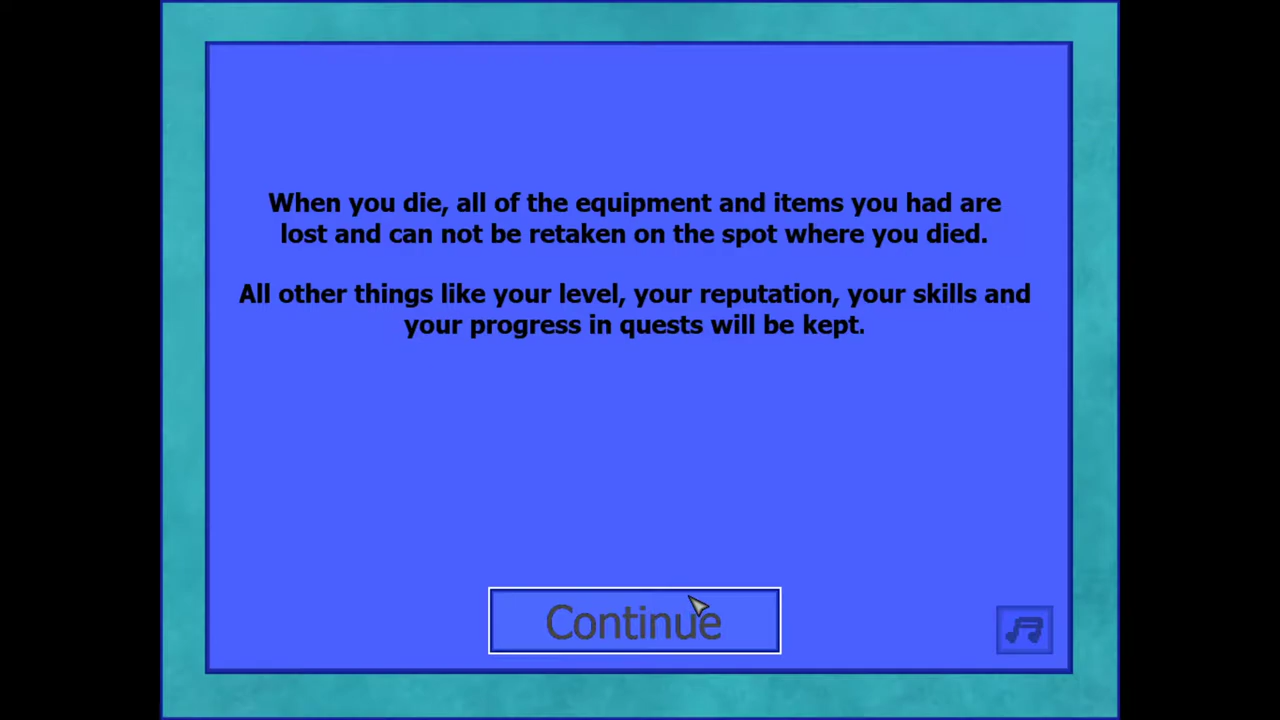 When you die, all of the equipment and items you had are
lost and can not be retaken on the spot where you died.
All other things like your level, your reputation, your skills and
your progress in quests will be kept.
Continue